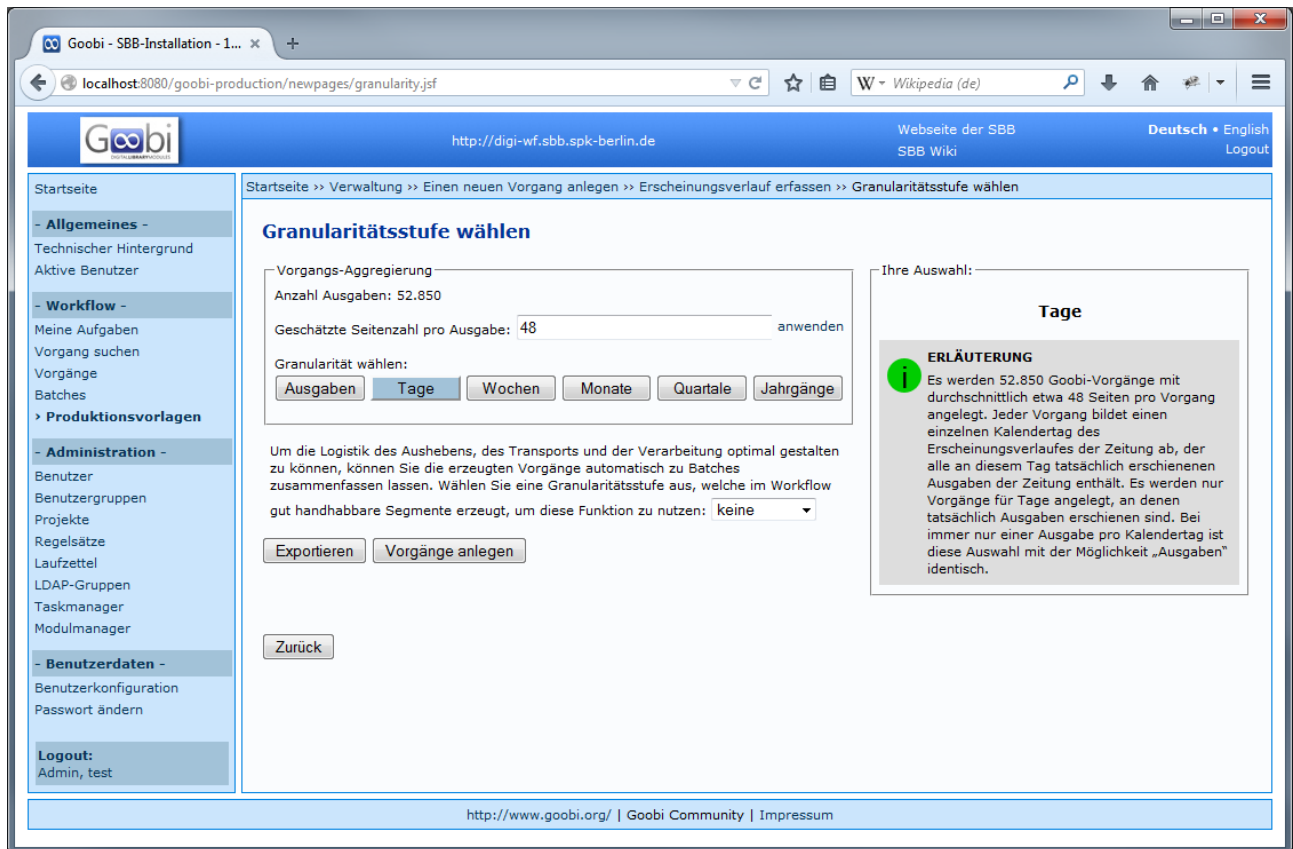 Goobi - SBB-Installation - 1...
localhost:8080/goobi-production/newpages/granularity.jsf
W Wikipedia (de)
Goobi
DIGITAL LIBRARY MODULES
http://digi-wf.sbb.spk-berlin.de
Webseite der SBB
SBB Wiki
Deutsch • English
Logout
Startseite
- Allgemeines -
Technischer Hintergrund
Aktive Benutzer
- Workflow -
Meine Aufgaben
Vorgang suchen
Vorgänge
Batches
› Produktionsvorlagen
- Administration -
Benutzer
Benutzergruppen
Projekte
Regelsätze
Laufzettel
LDAP-Gruppen
Taskmanager
Modulmanager
- Benutzerdaten -
Benutzerkonfiguration
Passwort ändern
Logout:
Admin, test
Startseite ›› Verwaltung ›› Einen neuen Vorgang anlegen ›› Erscheinungsverlauf erfassen ›› Granularitätsstufe wählen
Granularitätsstufe wählen
Vorgangs-Aggregierung
Anzahl Ausgaben: 52.850
Geschätzte Seitenzahl pro Ausgabe: 48 anwenden
Granularität wählen:
Ausgaben Tage Wochen Monate Quartale Jahrgänge
Um die Logistik des Aushebens, des Transports und der Verarbeitung optimal gestalten
zu können, können Sie die erzeugten Vorgänge automatisch zu Batches
zusammenfassen lassen. Wählen Sie eine Granularitätsstufe aus, welche im Workflow
gut handhabbare Segmente erzeugt, um diese Funktion zu nutzen: keine
Exportieren Vorgänge anlegen
Zurück
Ihre Auswahl:
Tage
i
ERLÄUTERUNG
Es werden 52.850 Goobi-Vorgänge mit
durchschnittlich etwa 48 Seiten pro Vorgang
angelegt. Jeder Vorgang bildet einen
einzelnen Kalendertag des
Erscheinungsverlaufes der Zeitung ab, der
alle an diesem Tag tatsächlich erschienenen
Ausgaben der Zeitung enthält. Es werden nur
Vorgänge für Tage angelegt, an denen
tatsächlich Ausgaben erschienen sind. Bei
immer nur einer Ausgabe pro Kalendertag ist
diese Auswahl mit der Möglichkeit „Ausgaben“
identisch.
http://www.goobi.org/ | Goobi Community | Impressum